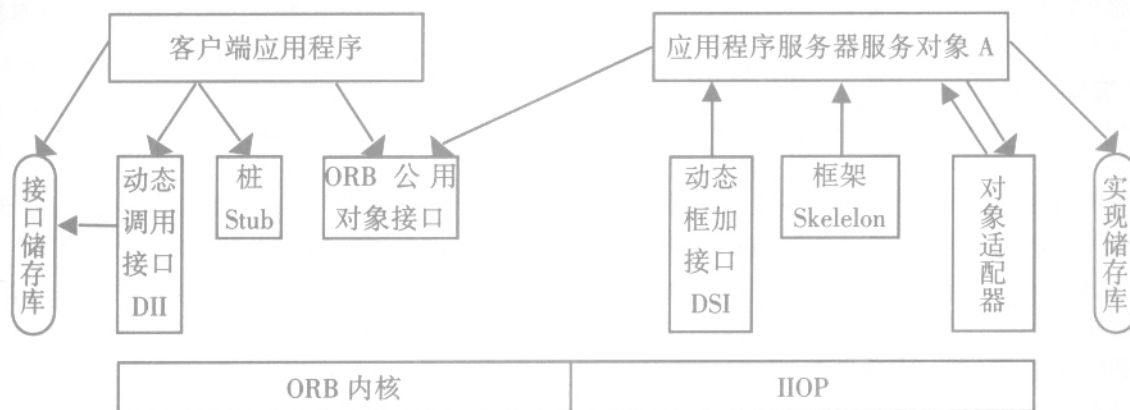 客户端应用程序
应用程序服务器服务对象 A
接口储存库
动态
调用
接口
DII
桩
Stub
ORB 公用
对象接口
动态
框加
接口
DSI
框架
Skelelon
对象适配器
实现储存库
ORB 内核
IIOP